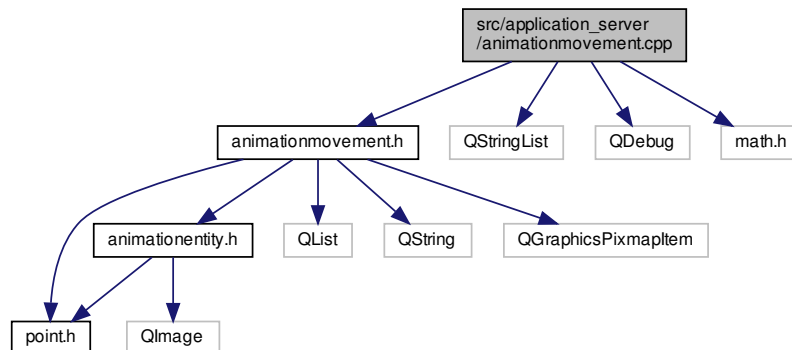 src/application_server
/animationmovement.cpp
animationmovement.h
QStringList
QDebug
math.h
animationentity.h
QList
QString
QGraphicsPixmapItem
point.h
QImage